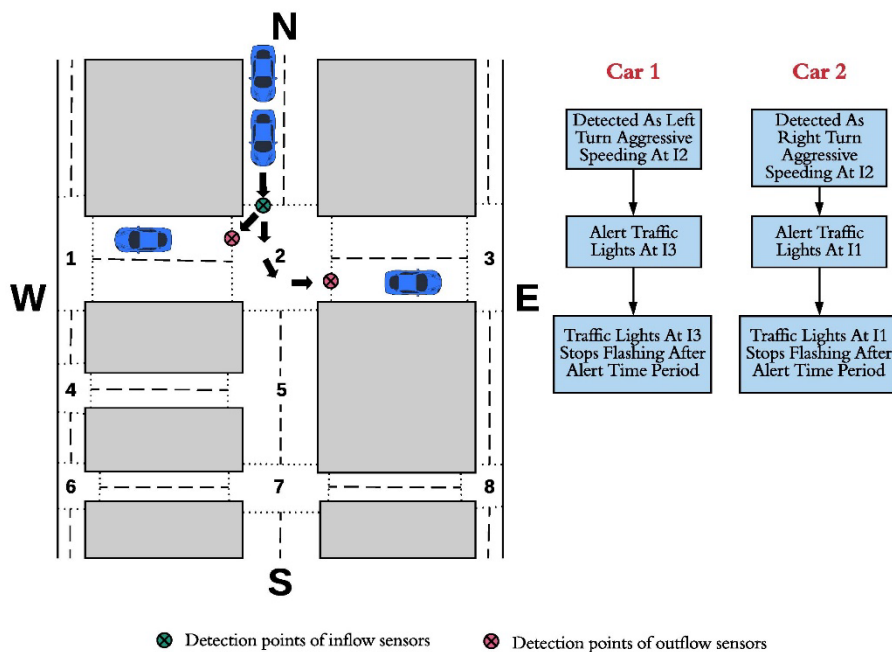 N
Car 1
Car 2
Detected As Left
Turn Aggressive
Speeding At I2
Detected As
Right Turn
Aggressive
Speeding At I2
1
2
3
Alert Traffic
Lights At I3
Alert Traffic
Lights At I1
W
E
Traffic Lights At I3
Stops Flashing After
Alert Time Period
Traffic Lights At I1
Stops Flashing After
Alert Time Period
4
5
6
7
8
S
Detection points of inflow sensors
Detection points of outflow sensors